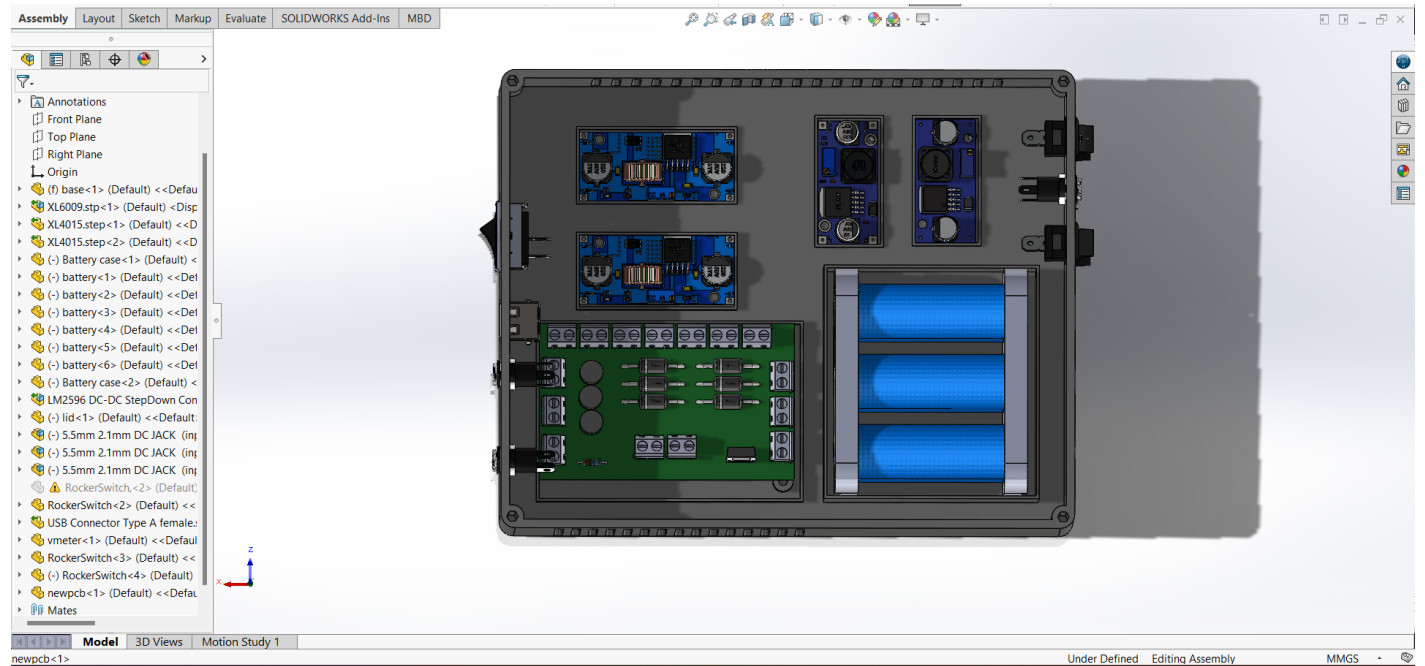 Assembly Layout Sketch Markup Evaluate SOLIDWORKS Add-Ins MBD
Annotations
Front Plane
Top Plane
Right Plane
Origin
(f) base<1> (Default) <<Defau
XL6009.stp<1> (Default) <Disp
XL4015.step<1> (Default) <<D
XL4015.step<2> (Default) <<D
(-) Battery case<1> (Default) <
(-) battery<1> (Default) <<Def
(-) battery<2> (Default) <<Def
(-) battery<3> (Default) <<Def
(-) battery<4> (Default) <<Def
(-) battery<5> (Default) <<Def
(-) battery<6> (Default) <<Def
(-) Battery case<2> (Default) <
LM2596 DC-DC StepDown Con
(-) lid<1> (Default) <<Default:
(-) 5.5mm 2.1mm DC JACK (inp
(-) 5.5mm 2.1mm DC JACK (inp
(-) 5.5mm 2.1mm DC JACK (inp
RockerSwitch,<2> (Default)
RockerSwitch<2> (Default) <<
USB Connector Type A female.s
vmeter<1> (Default) <<Defaul
RockerSwitch<3> (Default) <<
(-) RockerSwitch<4> (Default)
newpcb<1> (Default) <<Defau
Mates
z
x
Model 3D Views Motion Study 1
newpcb<1> Under Defined Editing Assembly MMGS